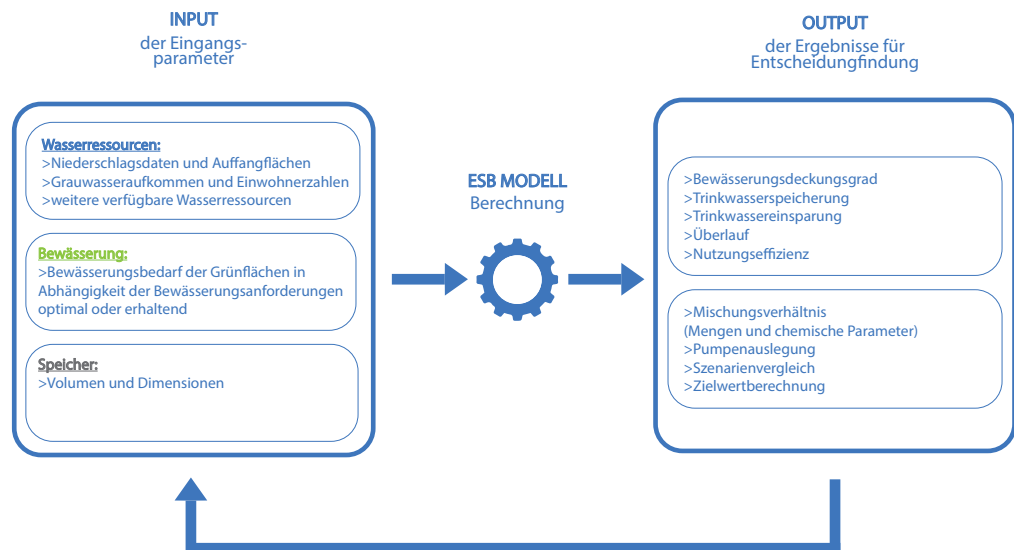 INPUT
der Eingangs-
parameter
Wasserressourcen:
>Niederschlagsdaten und Auffangflächen
>Grauwasseraufkommen und Einwohnerzahlen
>weitere verfügbare Wasserressourcen
Bewässerung:
>Bewässerungsbedarf der Grünflächen in
Abhängigkeit der Bewässerungsanforderungen
optimal oder erhaltend
Speicher:
>Volumen und Dimensionen
ESB MODELL
Berechnung
OUTPUT
der Ergebnisse für
Entscheidungfindung
>Bewässerungsdeckungsgrad
>Trinkwasserspeicherung
>Trinkwassereinsparung
>Überlauf
>Nutzungseffizienz
>Mischungsverhältnis
(Mengen und chemische Parameter)
>Pumpenauslegung
>Szenarienvergleich
>Zielwertberechnung